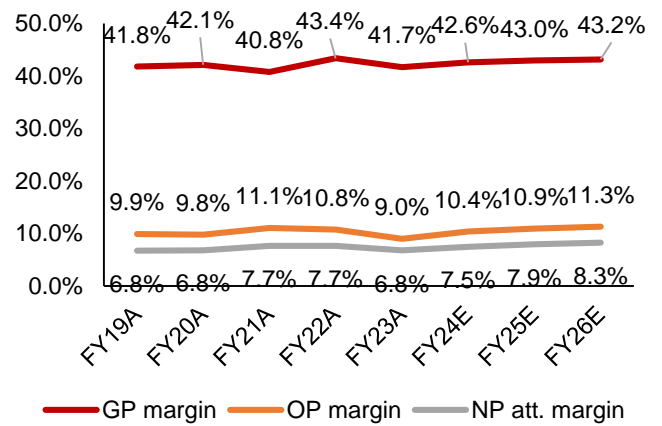 50.0%
40.0%
30.0%
20.0%
10.0%
0.0%
41.8% 42.1% 40.8% 43.4% 41.7% 42.6% 43.0% 43.2%
9.9% 9.8% 11.1% 10.8% 9.0% 10.4% 10.9% 11.3%
6.8% 6.8% 7.7% 7.7% 6.8% 7.5% 7.9% 8.3%
FY19A FY20A FY21A FY22A FY23A FY24E FY25E FY26E
GP margin OP margin NP att. margin